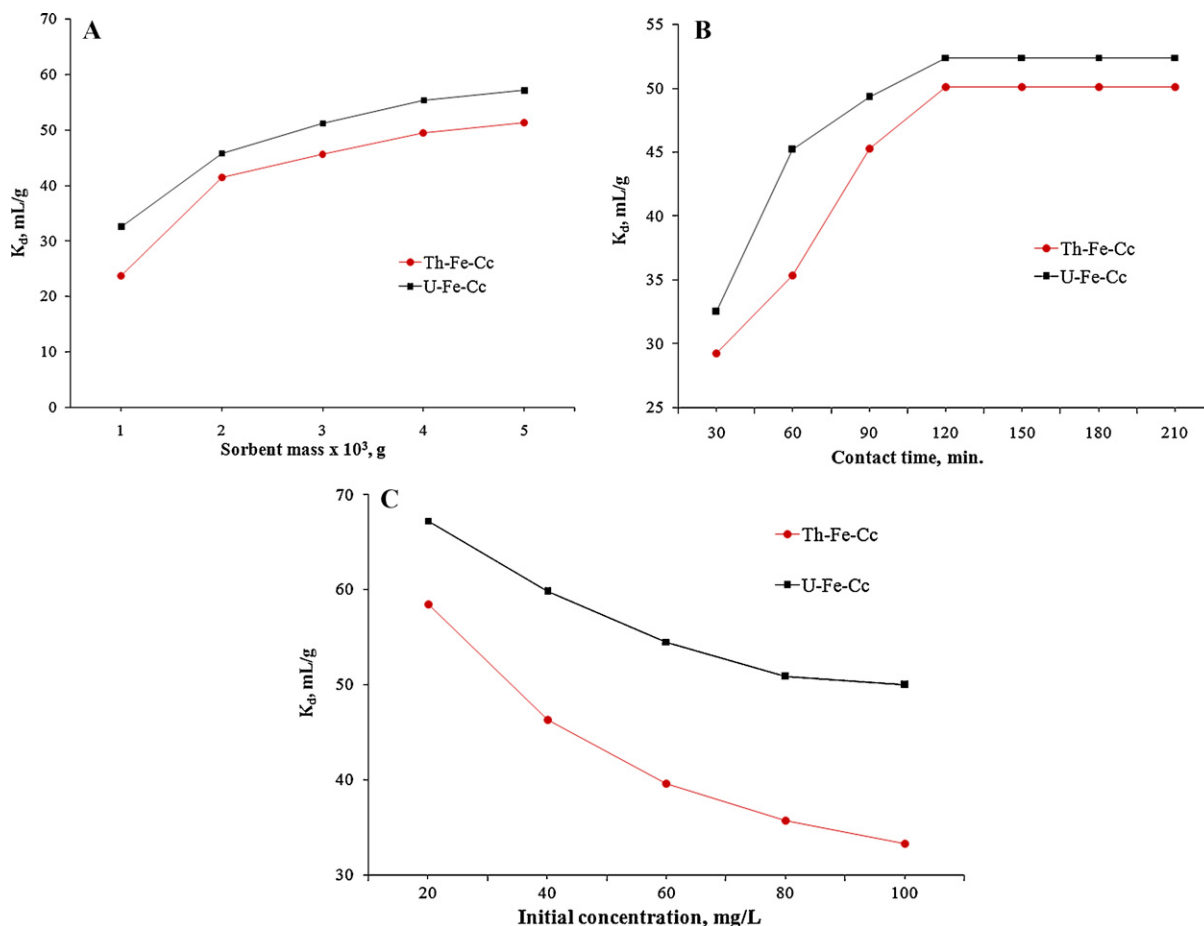 A
70
60
50
40
30
20
10
0
K_d, mL/g
Th-Fe-Cc
U-Fe-Cc
1 2 3 4 5
Sorbent mass x 10³, g
B
55
50
45
40
35
30
25
K_d, mL/g
Th-Fe-Cc
U-Fe-Cc
30 60 90 120 150 180 210
Contact time, min.
C
70
60
50
40
30
K_d, mL/g
Th-Fe-Cc
U-Fe-Cc
20 40 60 80 100
Initial concentration, mg/L